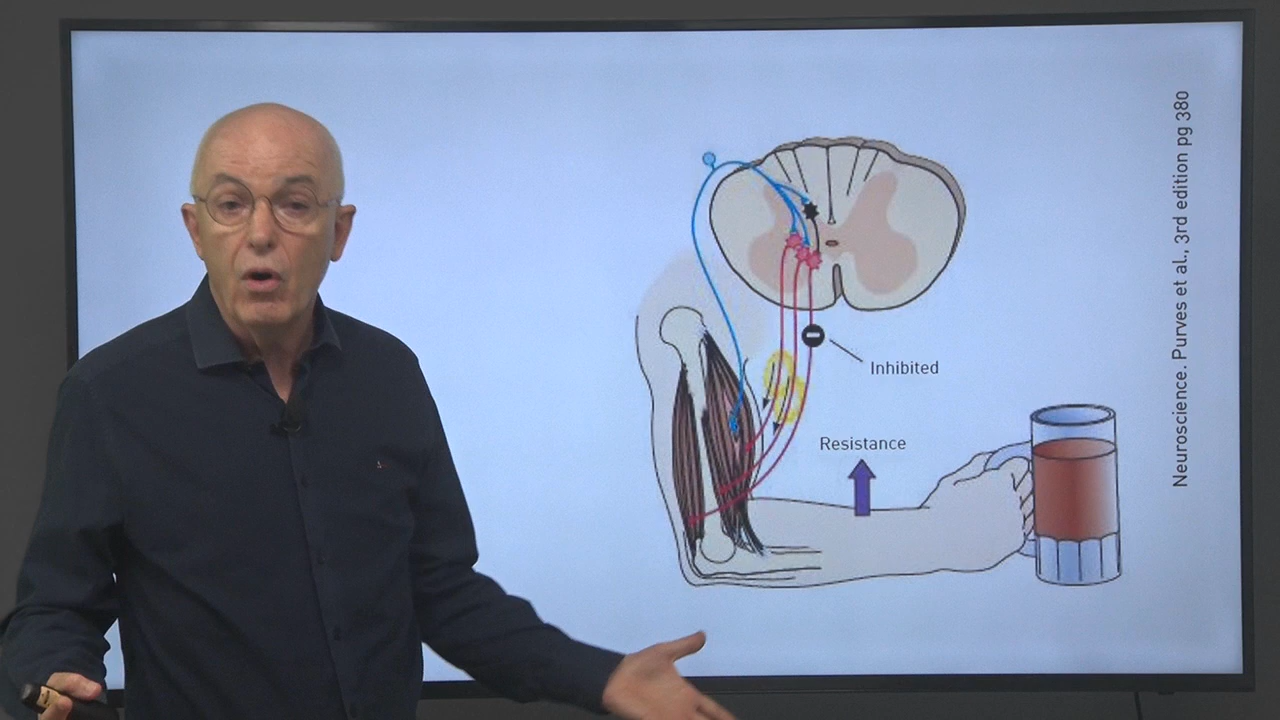 Inhibited
Resistance
Neuroscience. Purves et al., 3rd edition pg 380